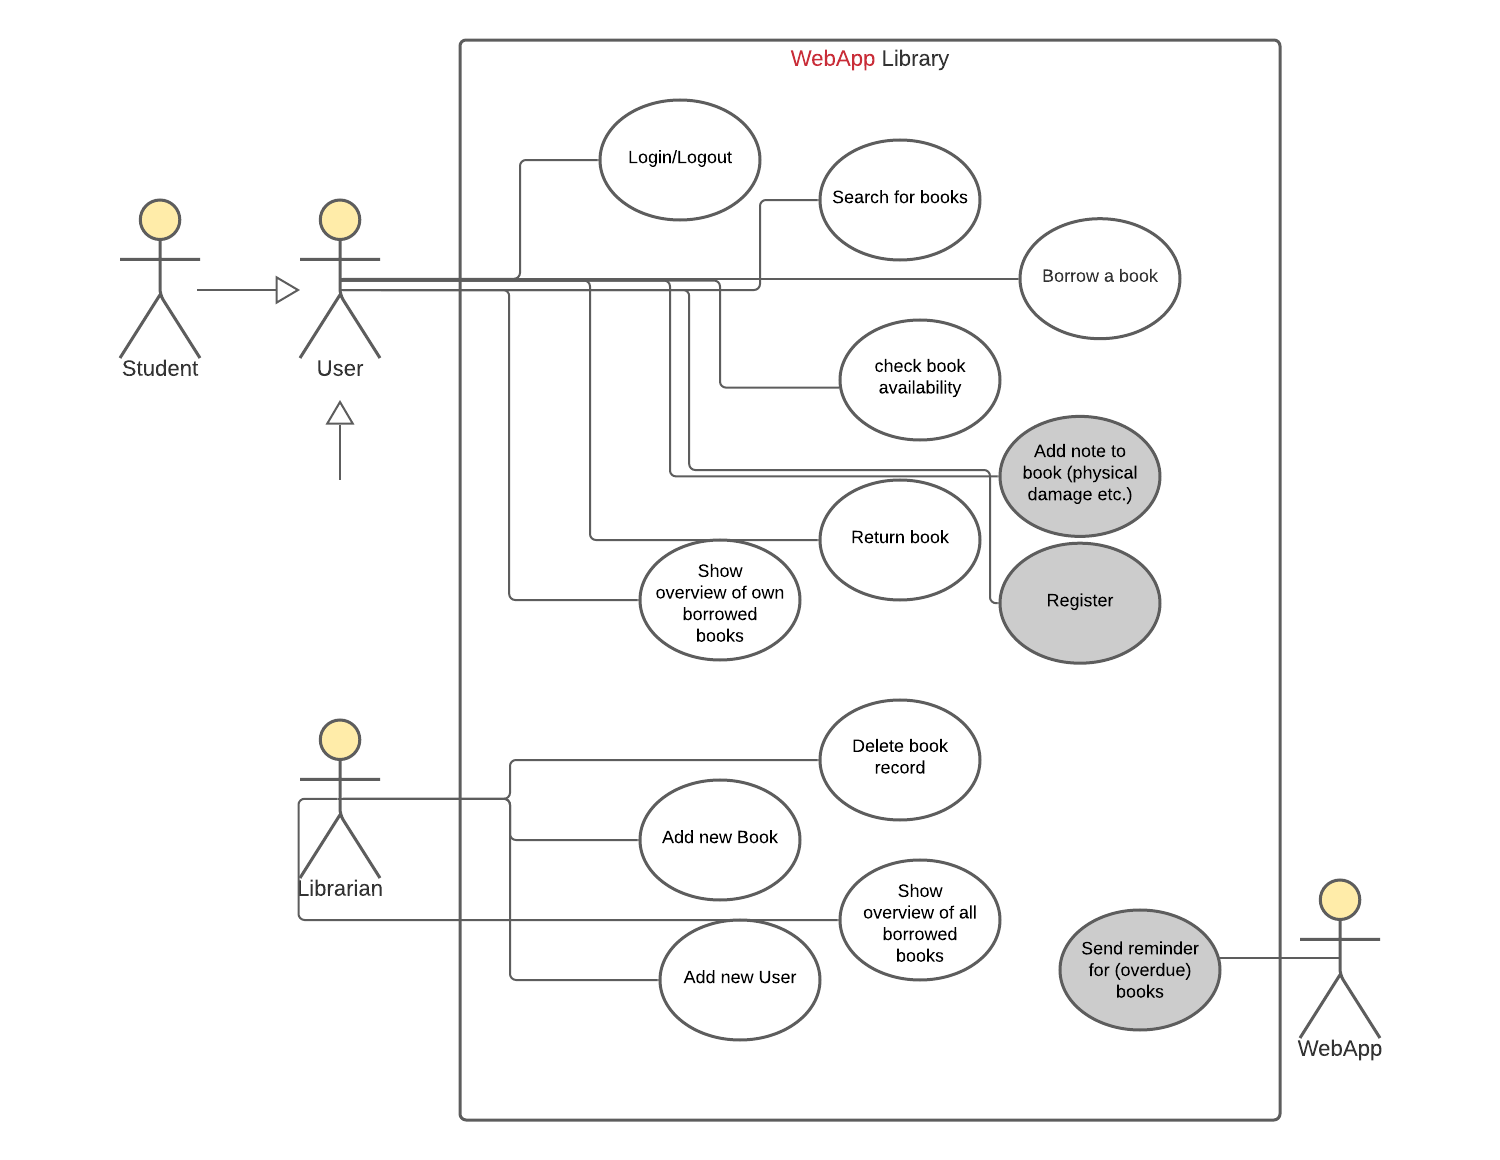 WebApp Library
Login/Logout
Search for books
Borrow a book
Student
User
check book
availability
Add note to
book (physical
damage etc.)
Return book
Show
overview of own
borrowed
books
Register
Delete book
record
Add new Book
Librarian
Show
overview of all
borrowed
books
Add new User
Send reminder
for (overdue)
books
WebApp